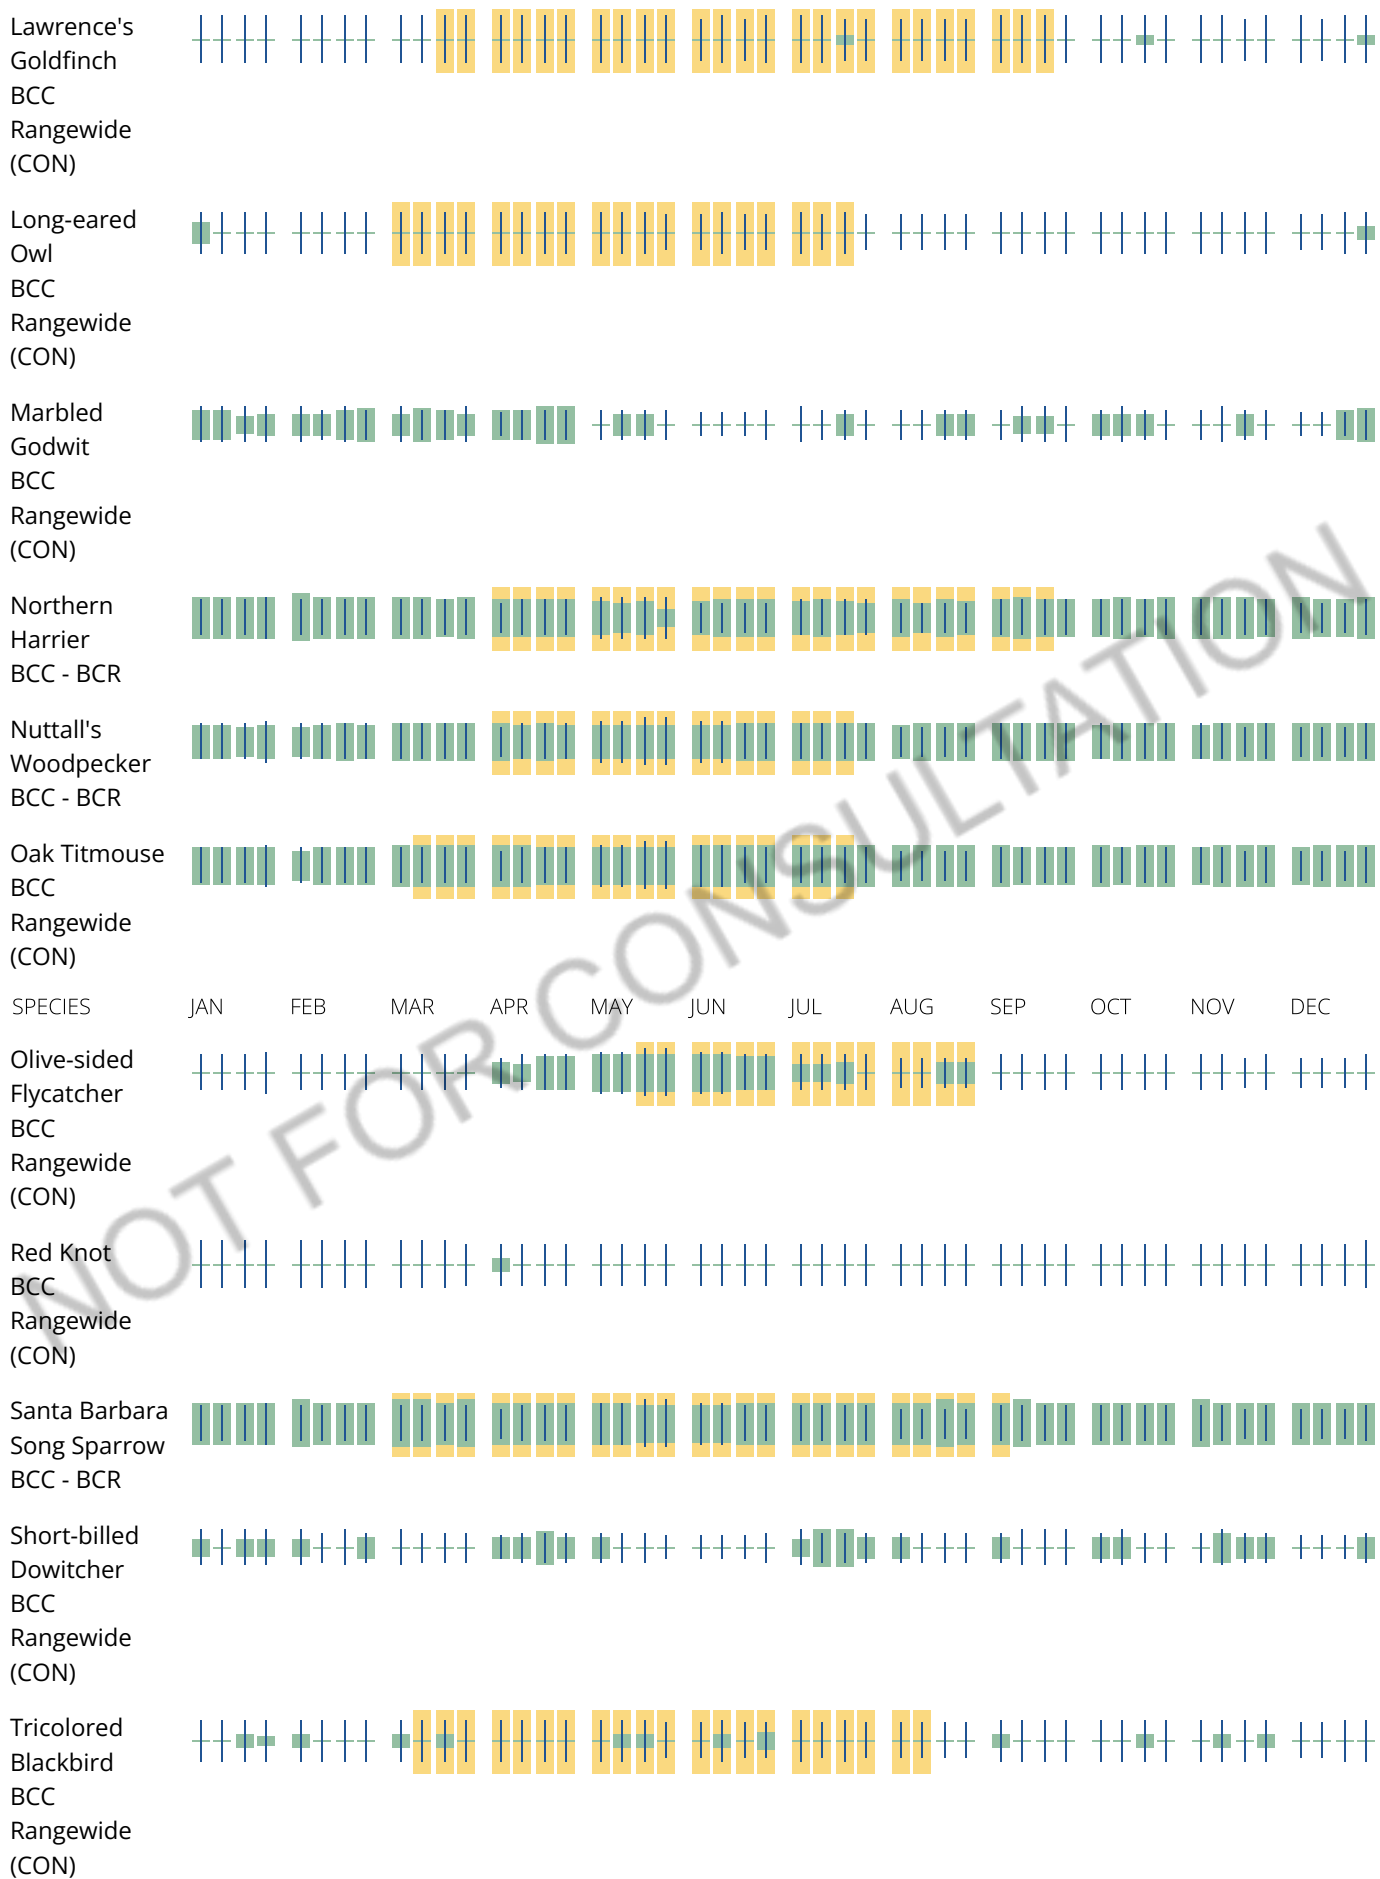 Lawrence's
Goldfinch
BCC
Rangewide
(CON)
Long-eared
Owl
BCC
Rangewide
(CON)
Marbled
Godwit
BCC
Rangewide
(CON)
Northern
Harrier
BCC - BCR
Nuttall's
Woodpecker
BCC - BCR
Oak Titmouse
BCC
Rangewide
(CON)
SPECIES JAN FEB MAR APR MAY JUN JUL AUG SEP OCT NOV DEC
Olive-sided
Flycatcher
BCC
Rangewide
(CON)
Red Knot
BCC
Rangewide
(CON)
Santa Barbara
Song Sparrow
BCC - BCR
Short-billed
Dowitcher
BCC
Rangewide
(CON)
Tricolored
Blackbird
BCC
Rangewide
(CON)
NOT FOR CONSULTATION